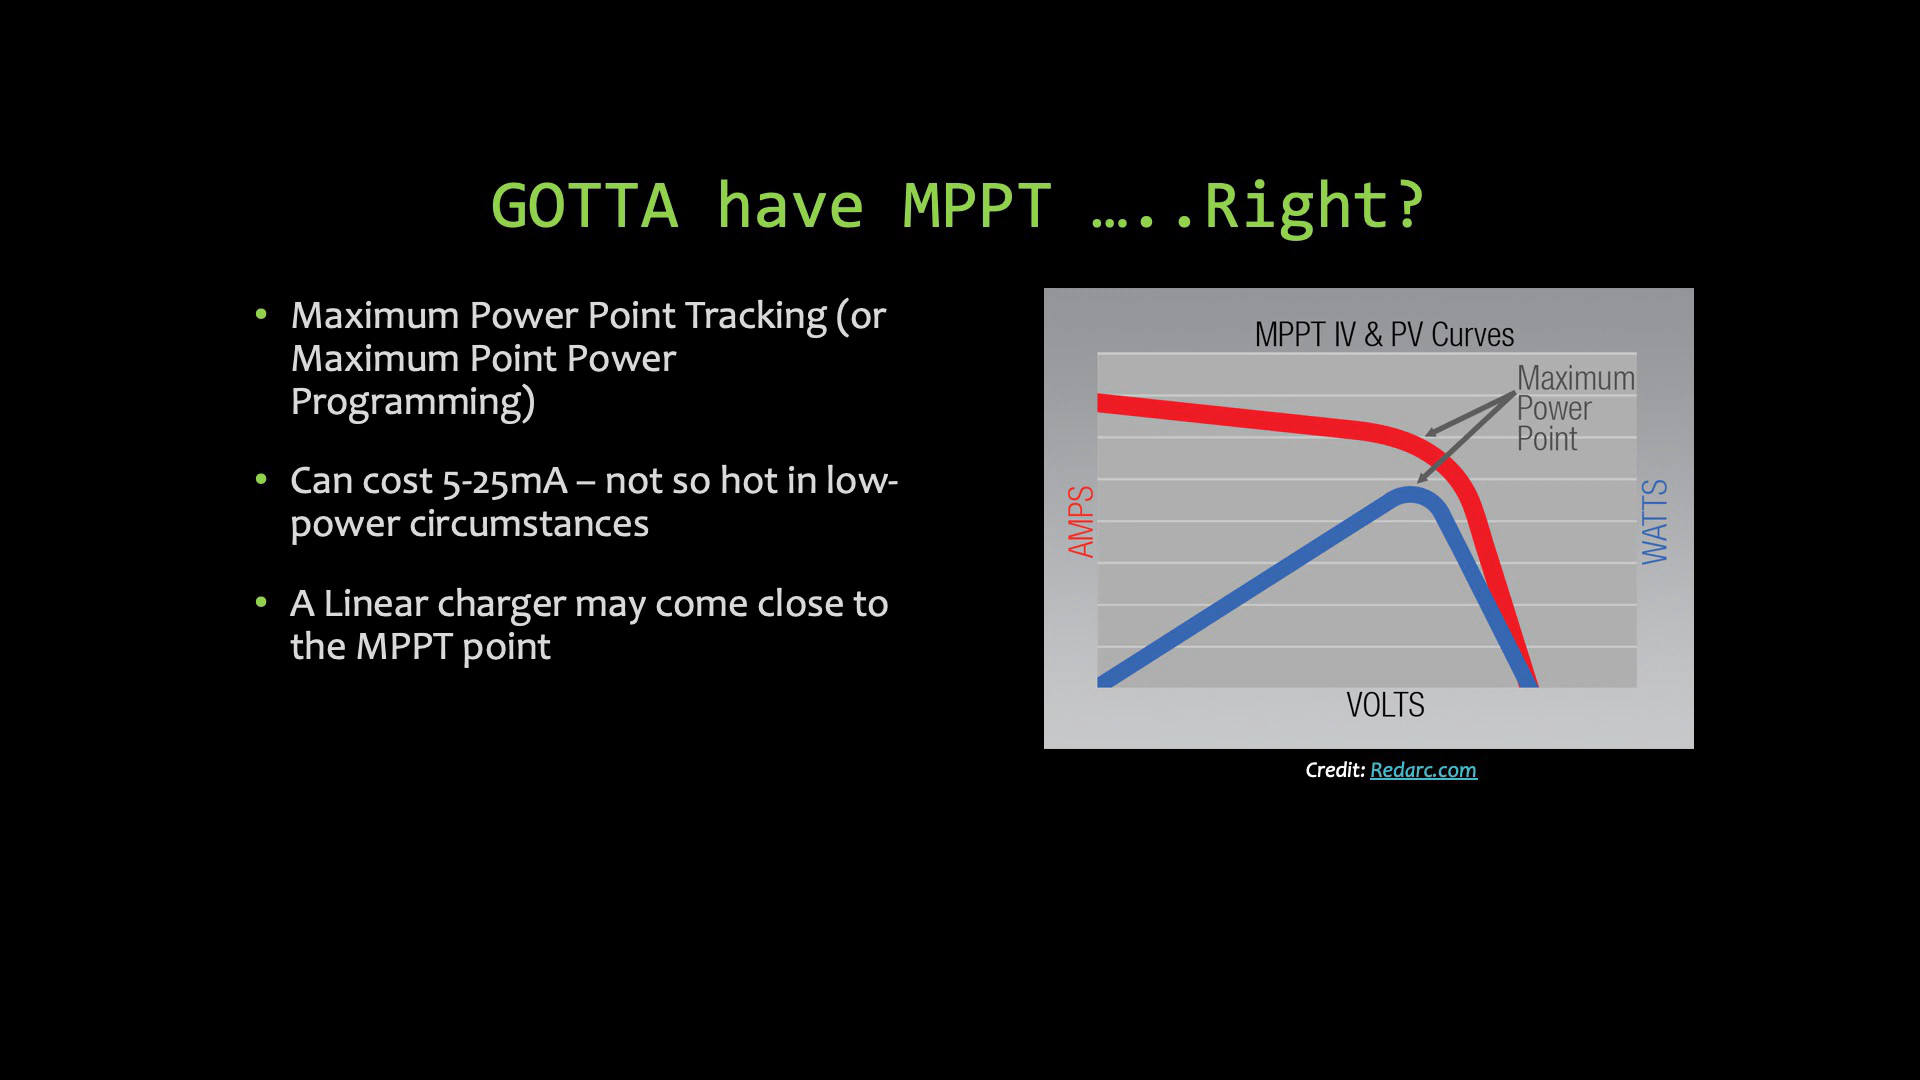 GOTTA have MPPT …..Right?
• Maximum Power Point Tracking (or
Maximum Point Power
Programming)
• Can cost 5-25mA – not so hot in low-
power circumstances
• A Linear charger may come close to
the MPPT point
MPPT IV & PV Curves
Maximum
Power
Point
AMPS
WATTS
VOLTS
Credit: Redarc.com